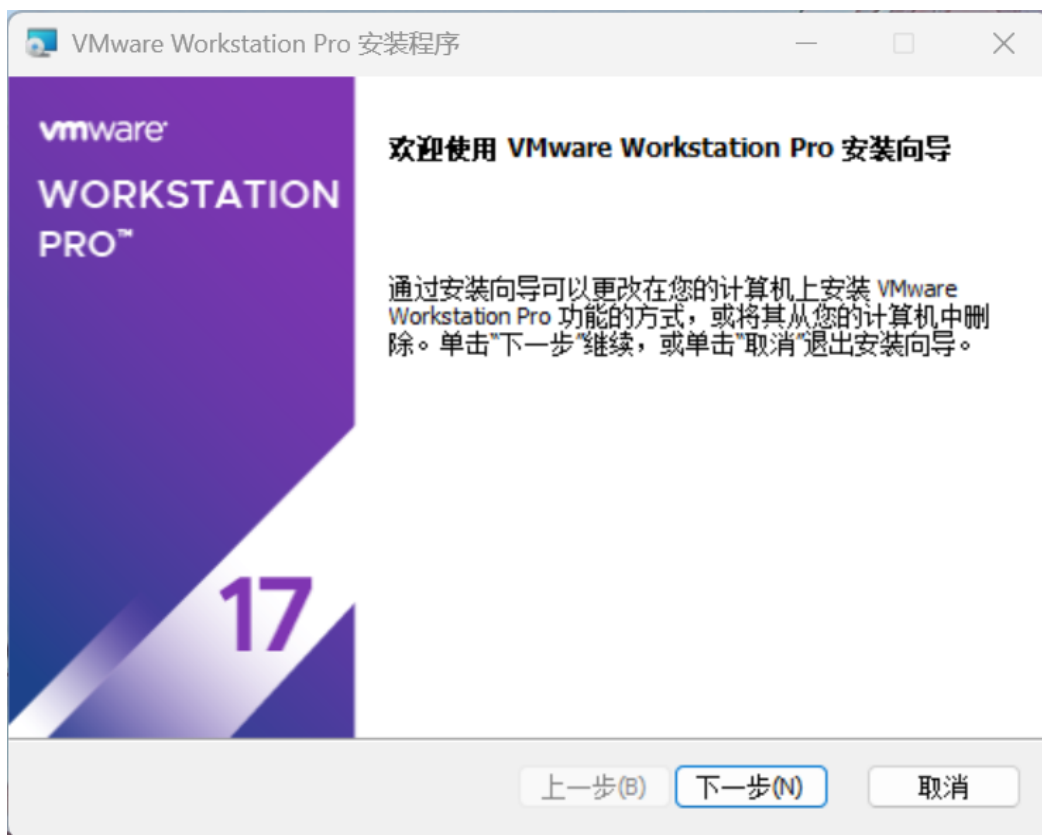 VMware Workstation Pro 安装程序
vmware®
WORKSTATION
PRO™
17
欢迎使用 VMware Workstation Pro 安装向导
通过安装向导可以更改在您的计算机上安装 VMware
Workstation Pro 功能的方式，或将其从您的计算机中删
除。单击"下一步"继续，或单击"取消"退出安装向导。
上一步(B)
下一步(N)
取消